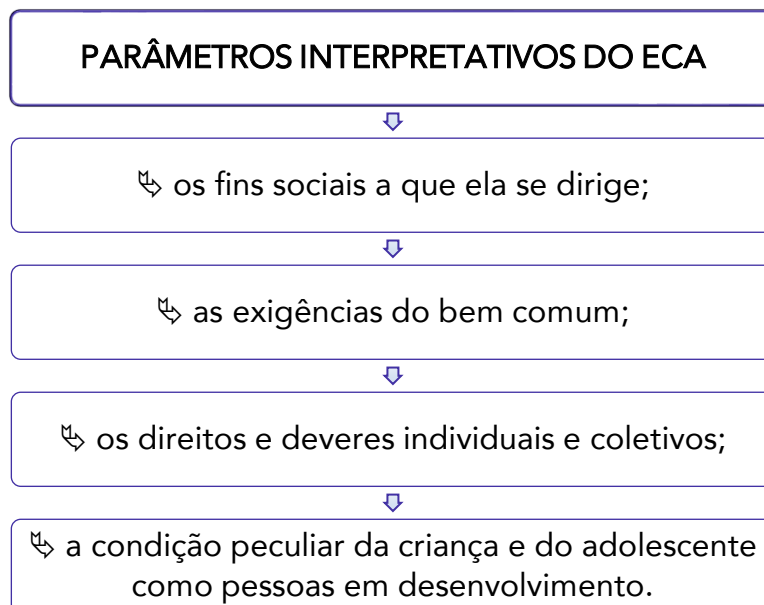 PARÂMETROS INTERPRETATIVOS DO ECA
↳ os fins sociais a que ela se dirige;
↳ as exigências do bem comum;
↳ os direitos e deveres individuais e coletivos;
↳ a condição peculiar da criança e do adolescente
como pessoas em desenvolvimento.